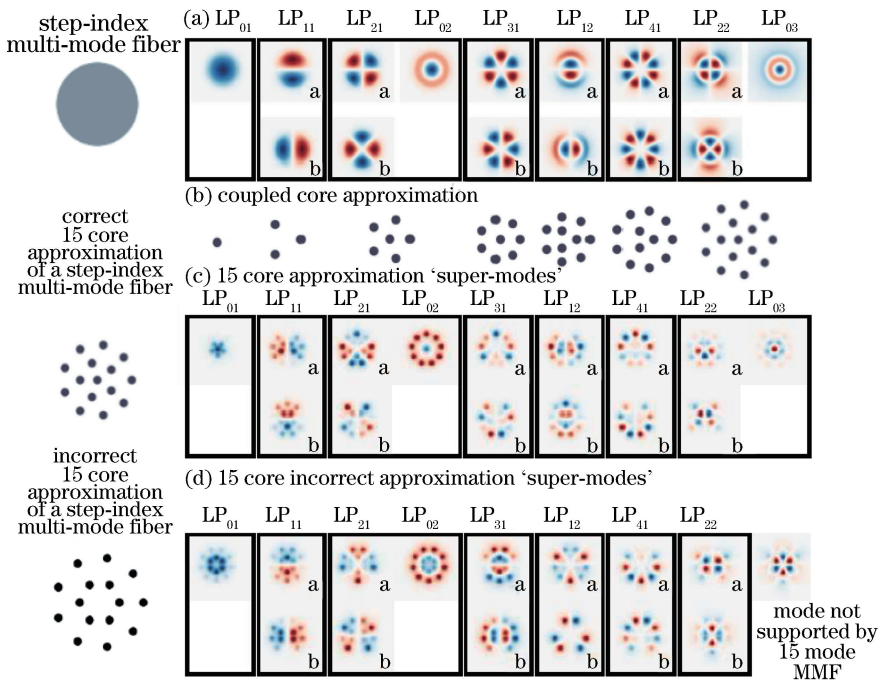 step-index
multi-mode fiber
(a) LP01 LP11 LP21 LP02 LP31 LP12 LP41 LP22 LP03
a a a a a a
b b b b b b
(b) coupled core approximation
correct
15 core
approximation
of a step-index
multi-mode fiber
(c) 15 core approximation ‘super-modes’
LP01 LP11 LP21 LP02 LP31 LP12 LP41 LP22 LP03
a a a a a a
b b b b b b
incorrect
15 core
approximation
of a step-index
multi-mode fiber
(d) 15 core incorrect approximation ‘super-modes’
LP01 LP11 LP21 LP02 LP31 LP12 LP41 LP22
a a a a a a
b b b b b b
mode not
supported by
15 mode
MMF